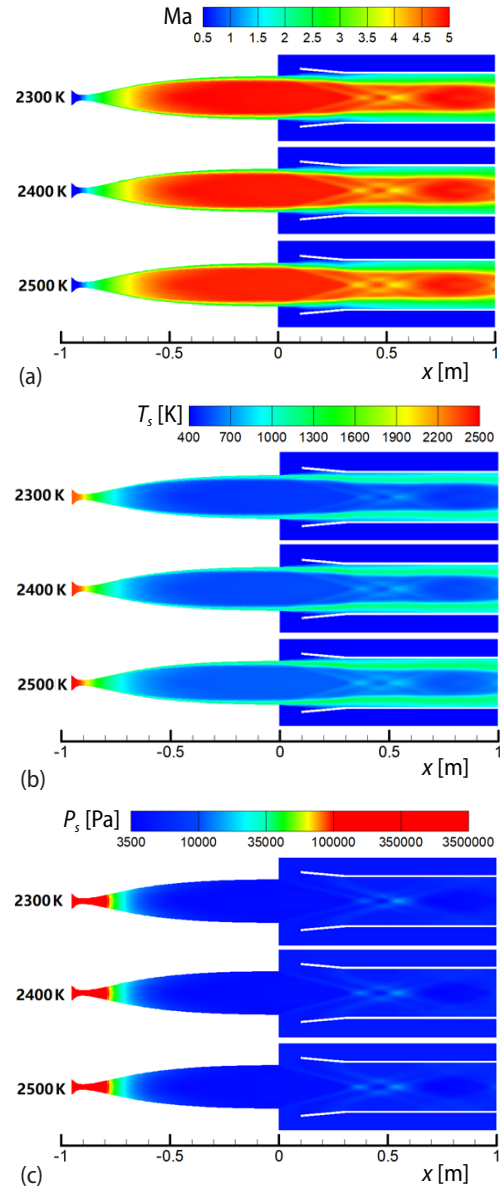 Ma
0.5 1 1.5 2 2.5 3 3.5 4 4.5 5
2300 K
2400 K
2500 K
-1 -0.5 0 0.5 1
x [m]
(a)
Ts [K]
400 700 1000 1300 1600 1900 2200 2500
2300 K
2400 K
2500 K
-1 -0.5 0 0.5 1
x [m]
(b)
Ps [Pa]
3500 10000 35000 100000 350000 3500000
2300 K
2400 K
2500 K
-1 -0.5 0 0.5 1
x [m]
(c)